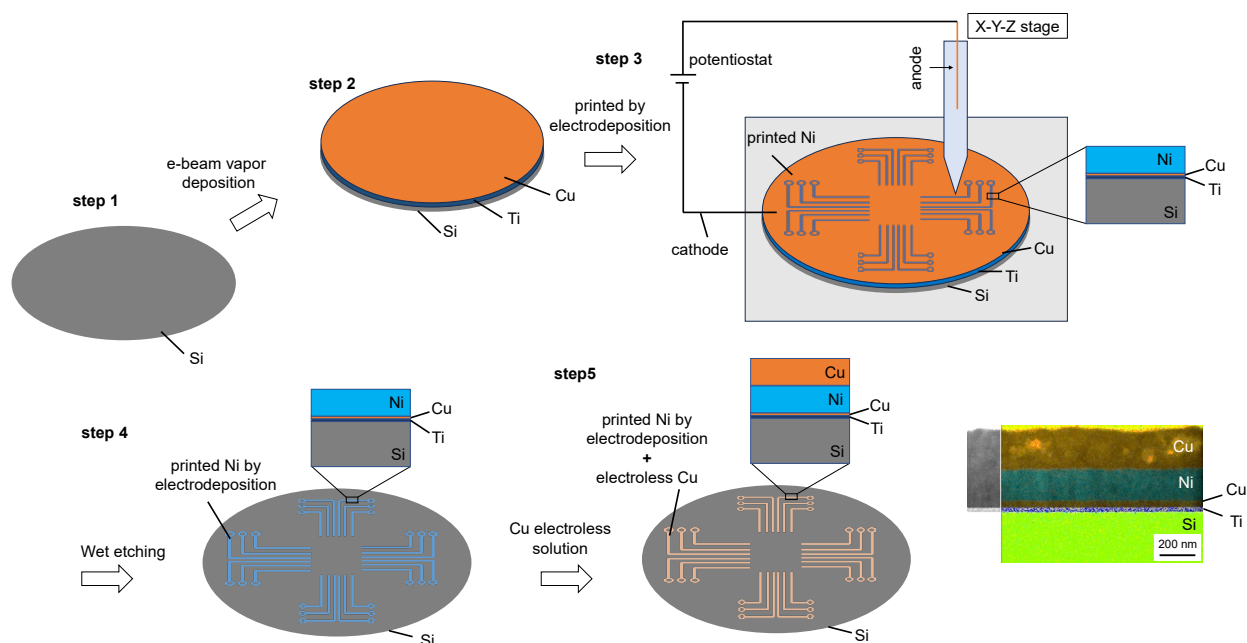 step 1
Si
e-beam vapor
deposition
step 2
Cu
Ti
Si
step 3
printed by
electrodeposition
potentiostat
X-Y-Z stage
anode
printed Ni
cathode
Cu
Ti
Si
Ni
Cu
Ti
Si
step 4
Wet etching
printed Ni by
electrodeposition
Ni
Cu
Ti
Si
Si
step5
Cu electroless
solution
printed Ni by
electrodeposition
+
electroless Cu
Cu
Ni
Cu
Ti
Si
Si
Cu
Ni
Cu
Ti
Si
200 nm